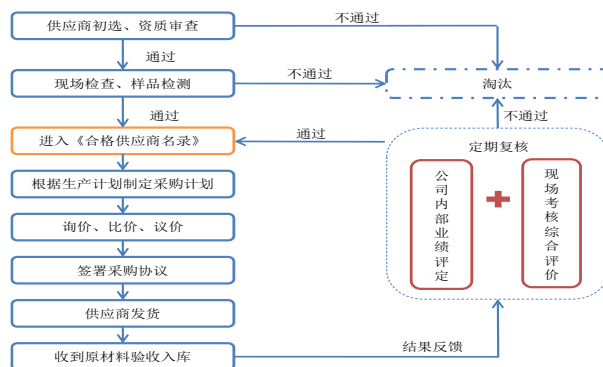 供应商初选、资质审查
不通过
通过
现场检查、样品检测
不通过
淘汰
通过
不通过
进入《合格供应商名录》
通过
定期复核
根据生产计划制定采购计划
公司内部业绩评定
现场考核综合评价
询价、比价、议价
签署采购协议
供应商发货
收到原材料验收入库
结果反馈